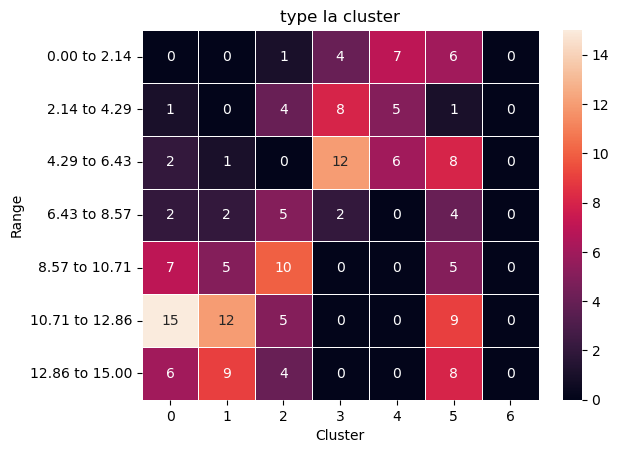 type Ia cluster
Range
0.00 to 2.14 0 0 1 4 7 6 0
2.14 to 4.29 1 0 4 8 5 1 0
4.29 to 6.43 2 1 0 12 6 8 0
6.43 to 8.57 2 2 5 2 0 4 0
8.57 to 10.71 7 5 10 0 0 5 0
10.71 to 12.86 15 12 5 0 0 9 0
12.86 to 15.00 6 9 4 0 0 8 0
0 1 2 3 4 5 6
Cluster
14
12
10
8
6
4
2
0